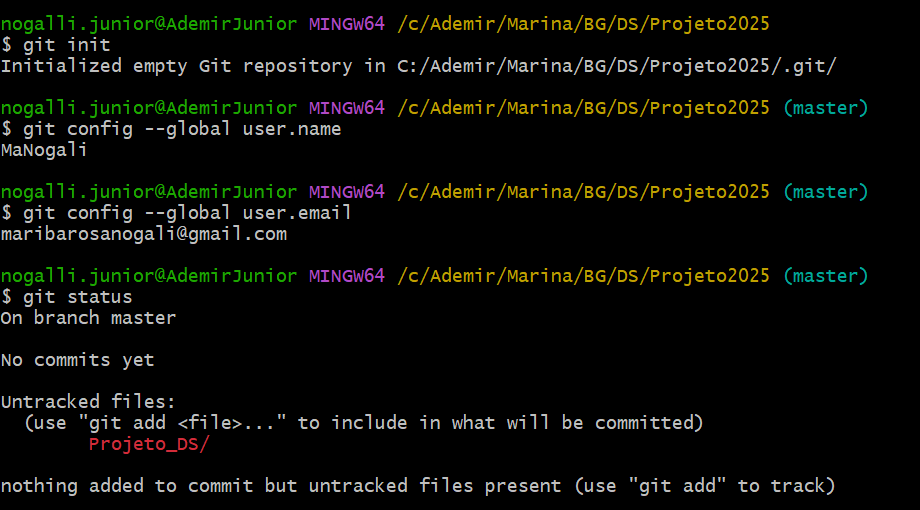 nogalli.junior@AdemirJunior MINGW64 /c/Ademir/Marina/BG/DS/Projeto2025
$ git init
Initialized empty Git repository in C:/Ademir/Marina/BG/DS/Projeto2025/.git/
nogalli.junior@AdemirJunior MINGW64 /c/Ademir/Marina/BG/DS/Projeto2025 (master)
$ git config --global user.name
MaNogali
nogalli.junior@AdemirJunior MINGW64 /c/Ademir/Marina/BG/DS/Projeto2025 (master)
$ git config --global user.email
maribarosanogali@gmail.com
nogalli.junior@AdemirJunior MINGW64 /c/Ademir/Marina/BG/DS/Projeto2025 (master)
$ git status
On branch master
No commits yet
Untracked files:
(use "git add <file>..." to include in what will be committed)
Projeto_DS/
nothing added to commit but untracked files present (use "git add" to track)